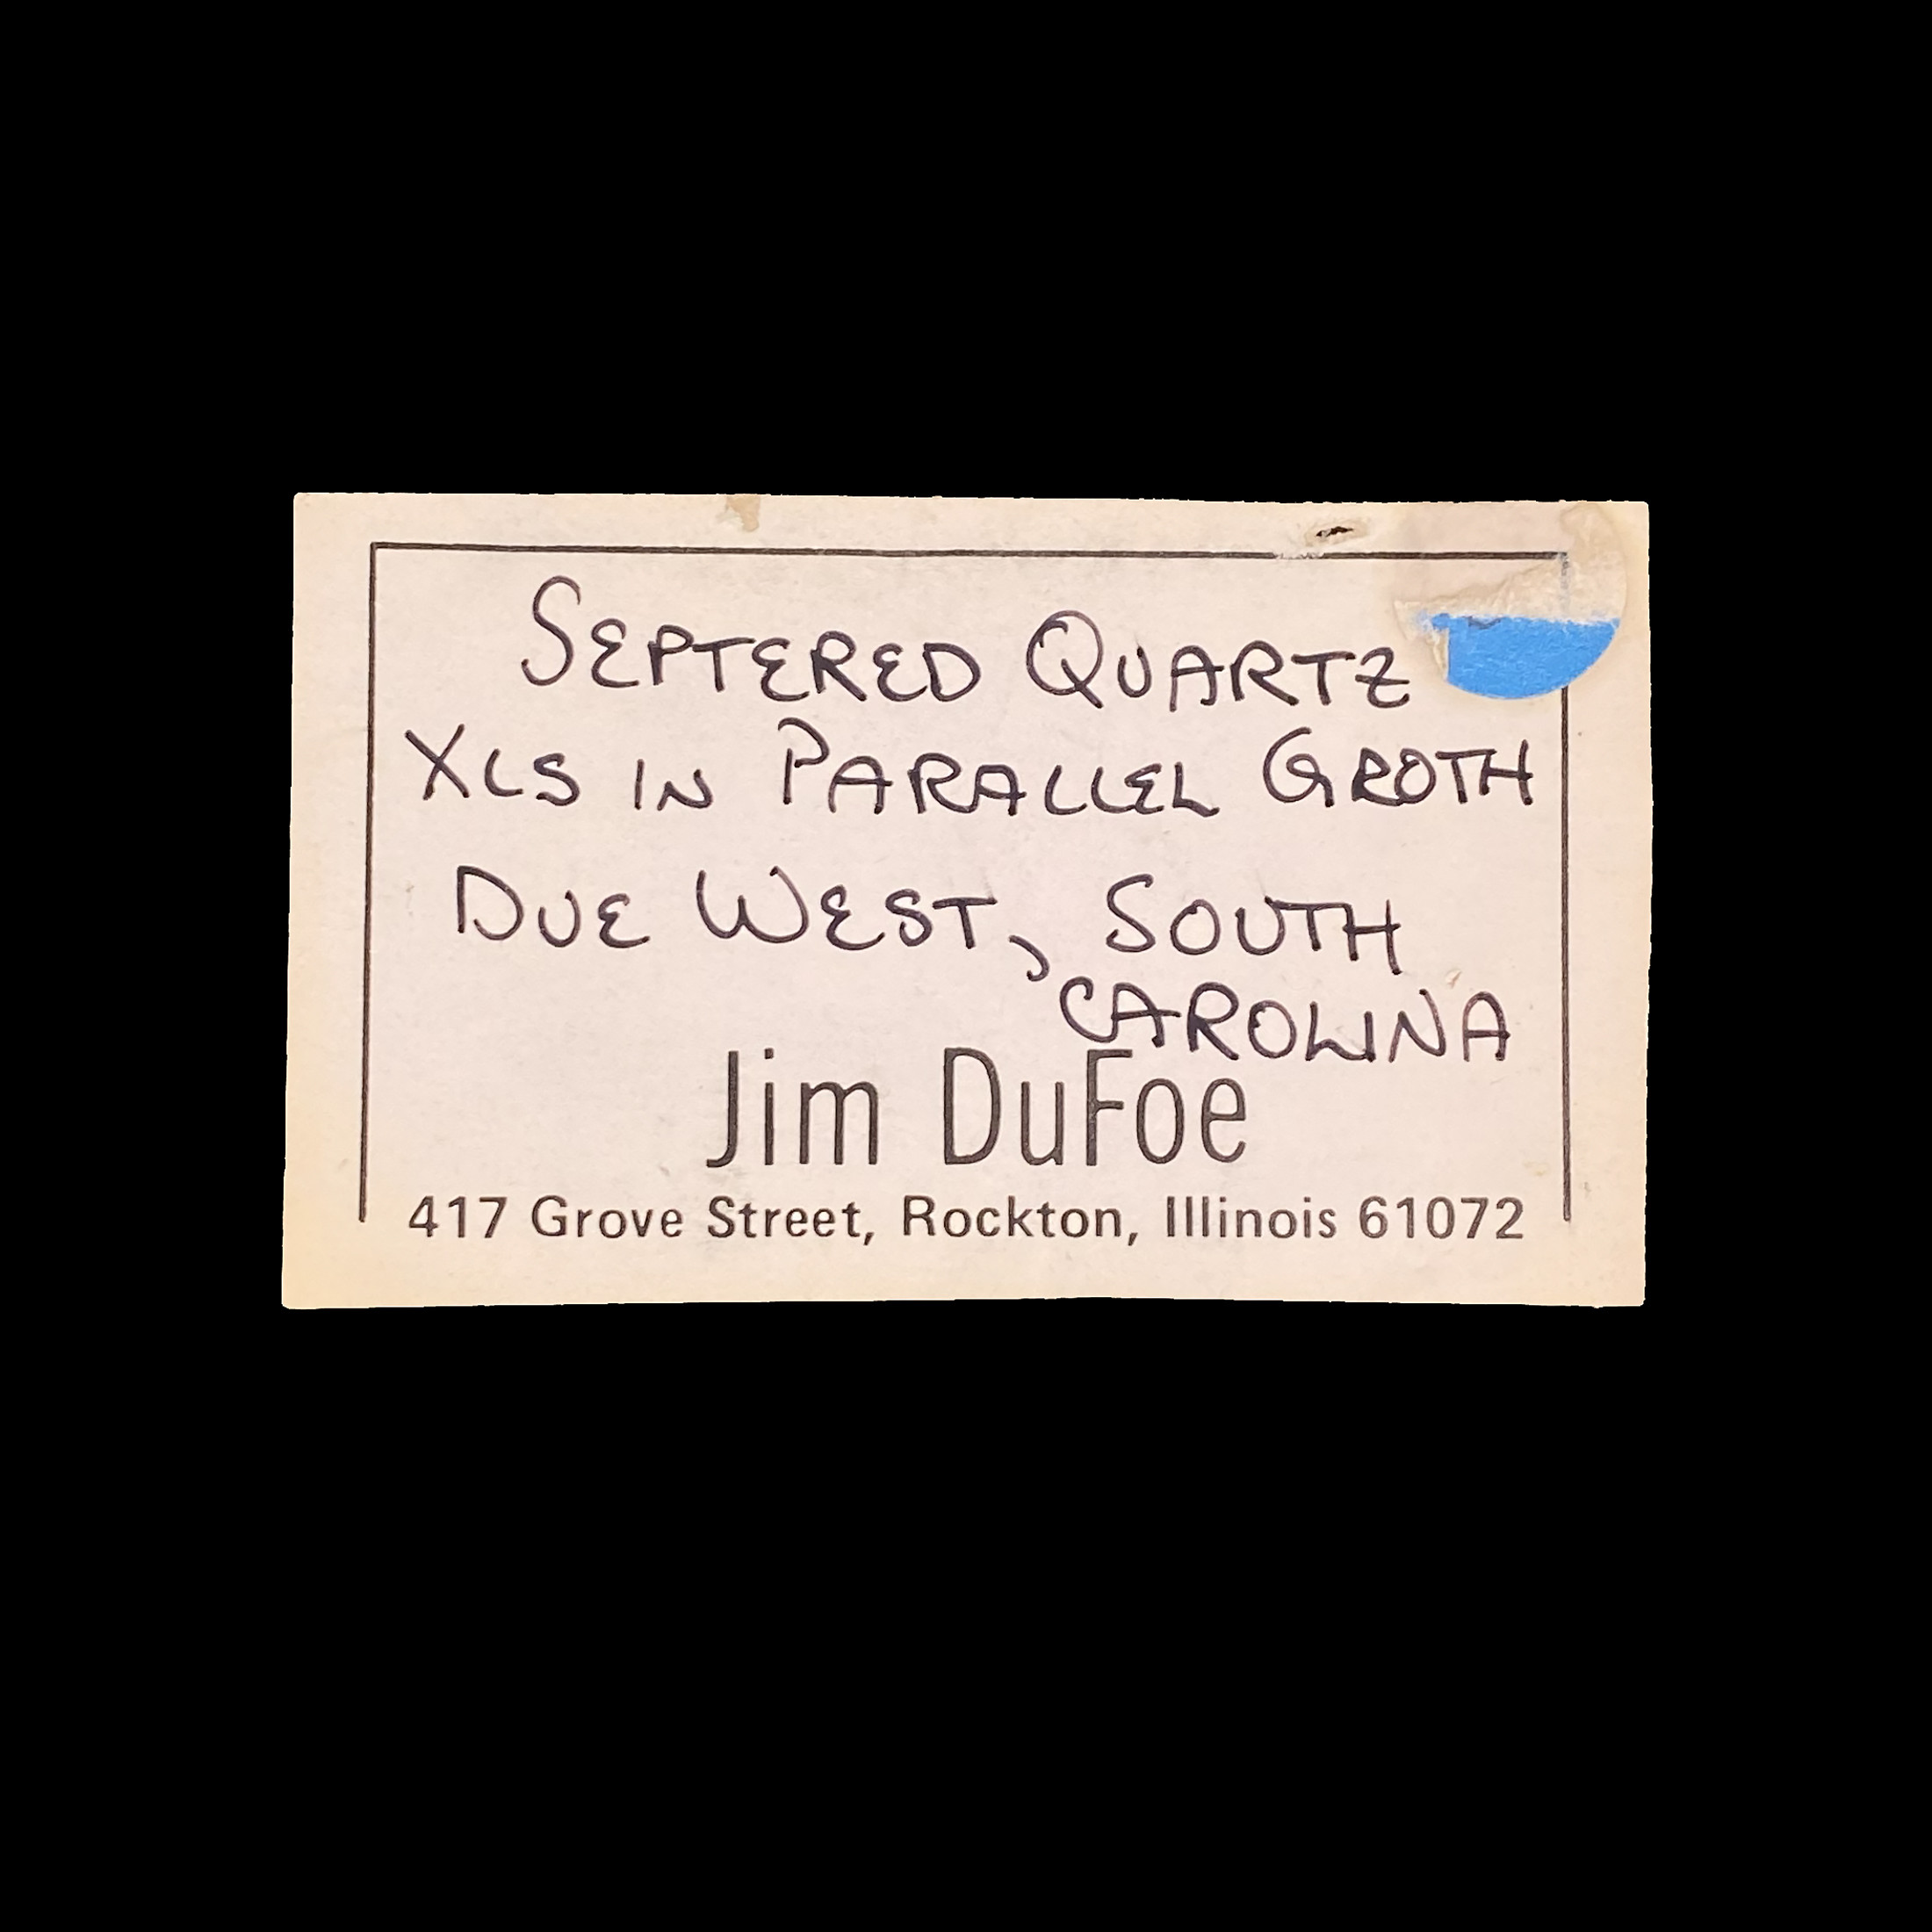 SEPTERED QUARTZ
XLS IN PARALLEL GROTH
DUE WEST, SOUTH
CAROLINA
Jim DuFoe
417 Grove Street, Rockton, Illinois 61072